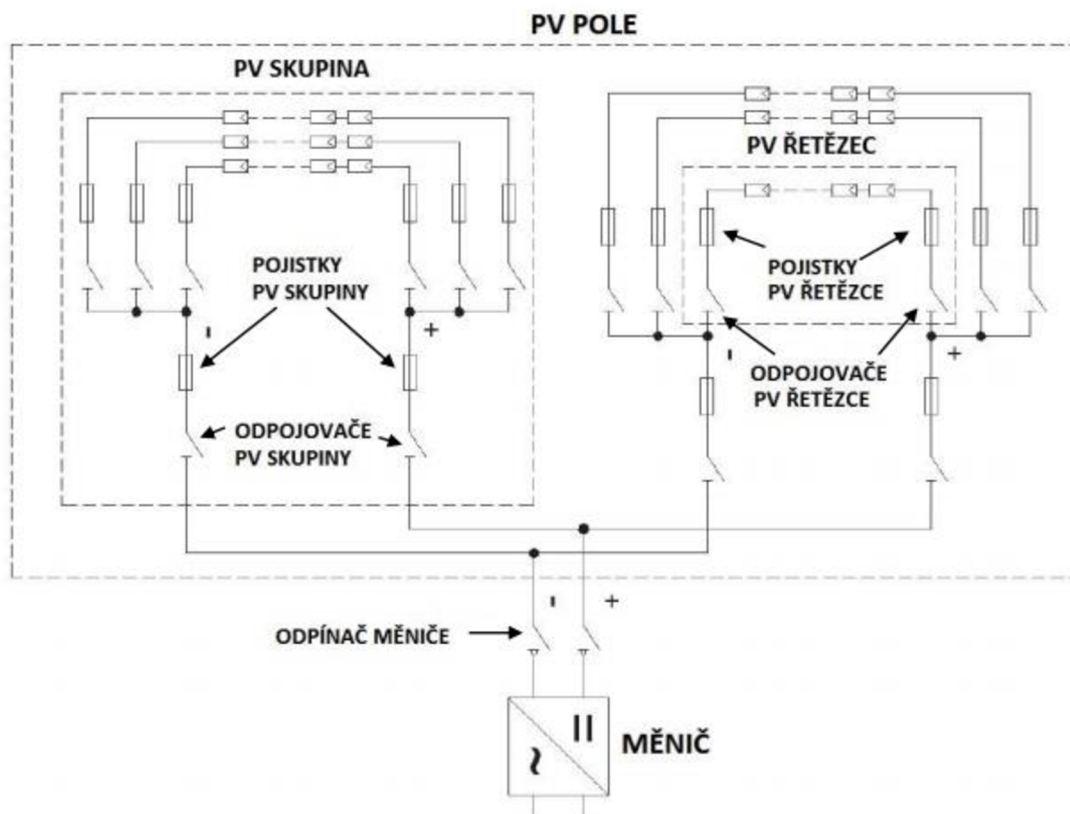 PV POLE
PV SKUPINA
PV ŘETĚZEC
POJISTKY
PV SKUPINY
POJISTKY
PV ŘETĚZCE
-
+
-
+
ODPOJOVAČE
PV ŘETĚZCE
ODPOJOVAČE
PV SKUPINY
-
+
ODPÍNAČ MĚNIČE
MĚNIČ